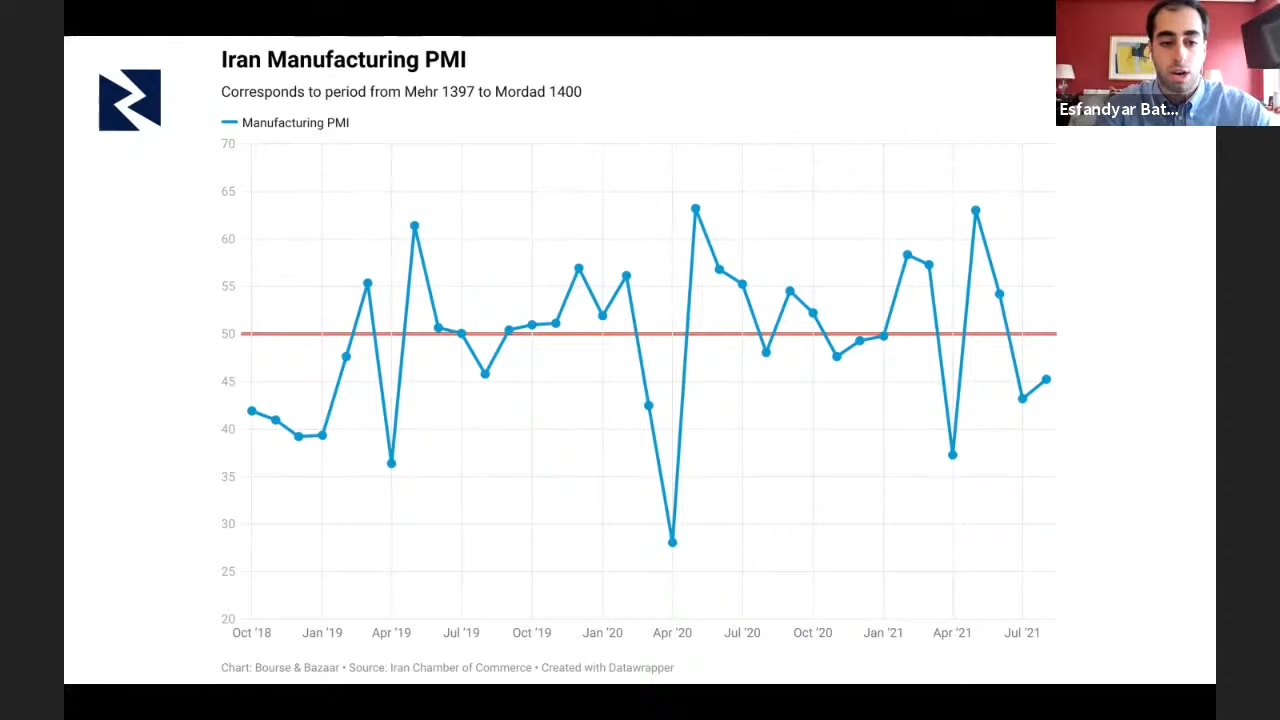 Iran Manufacturing PMI
Corresponds to period from Mehr 1397 to Mordad 1400
Manufacturing PMI
Esfandyar Bat...
70
65
60
55
50
45
40
35
30
25
20
Oct '18 Jan '19 Apr '19 Jul '19 Oct '19 Jan '20 Apr '20 Jul '20 Oct '20 Jan '21 Apr '21 Jul '21
Chart: Bourse & Bazaar • Source: Iran Chamber of Commerce • Created with Datawrapper